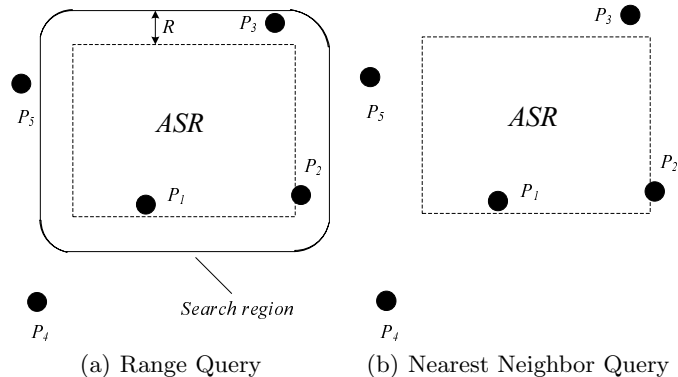 R
P3
P3
P5
P5
ASR
ASR
P2
P2
P1
P1
Search region
P4
P4
(a) Range Query
(b) Nearest Neighbor Query